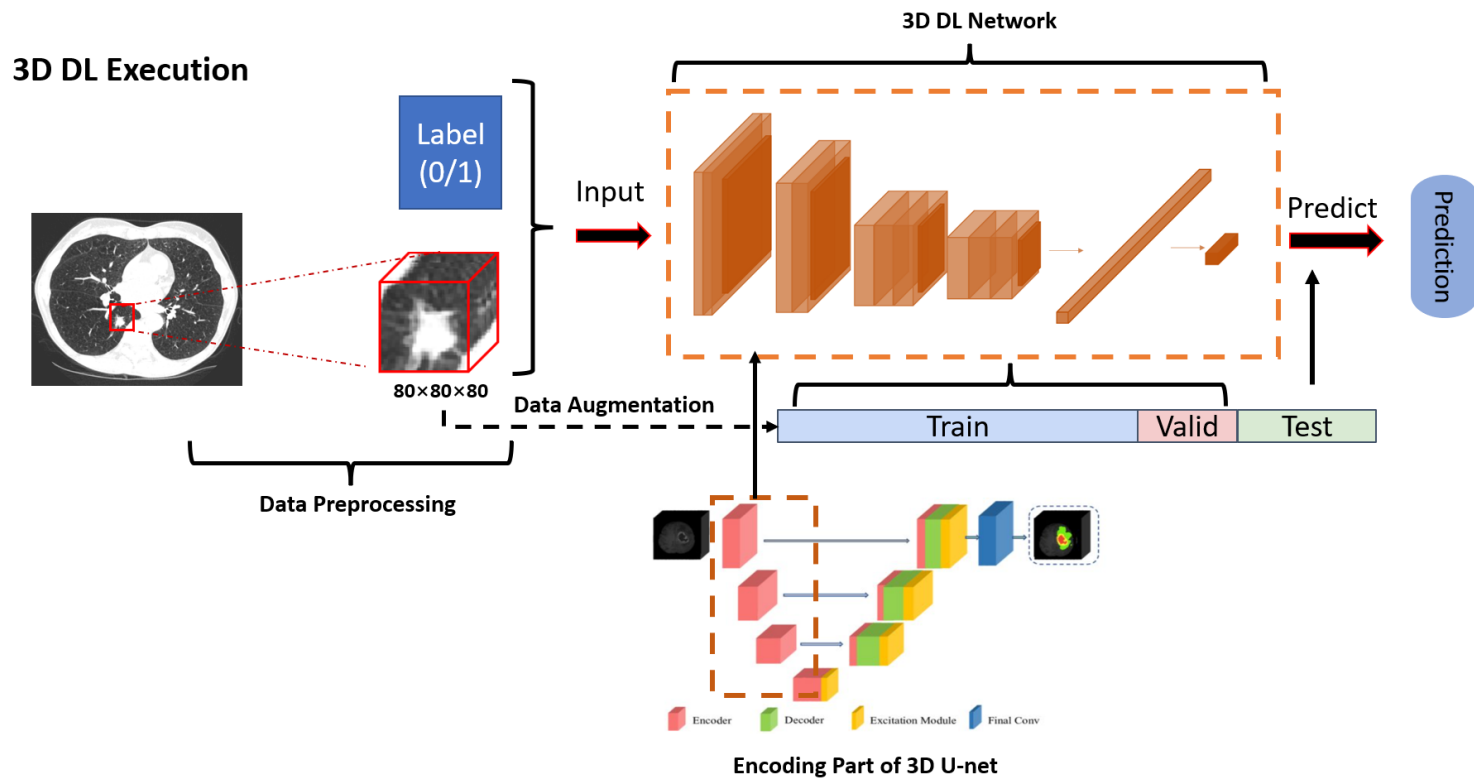 3D DL Network
3D DL Execution
Label
(0/1)
Input
Predict
Prediction
80×80×80
Data Augmentation
Train
Valid
Test
Data Preprocessing
Encoder
Decoder
Excitation Module
Final Conv
Encoding Part of 3D U-net